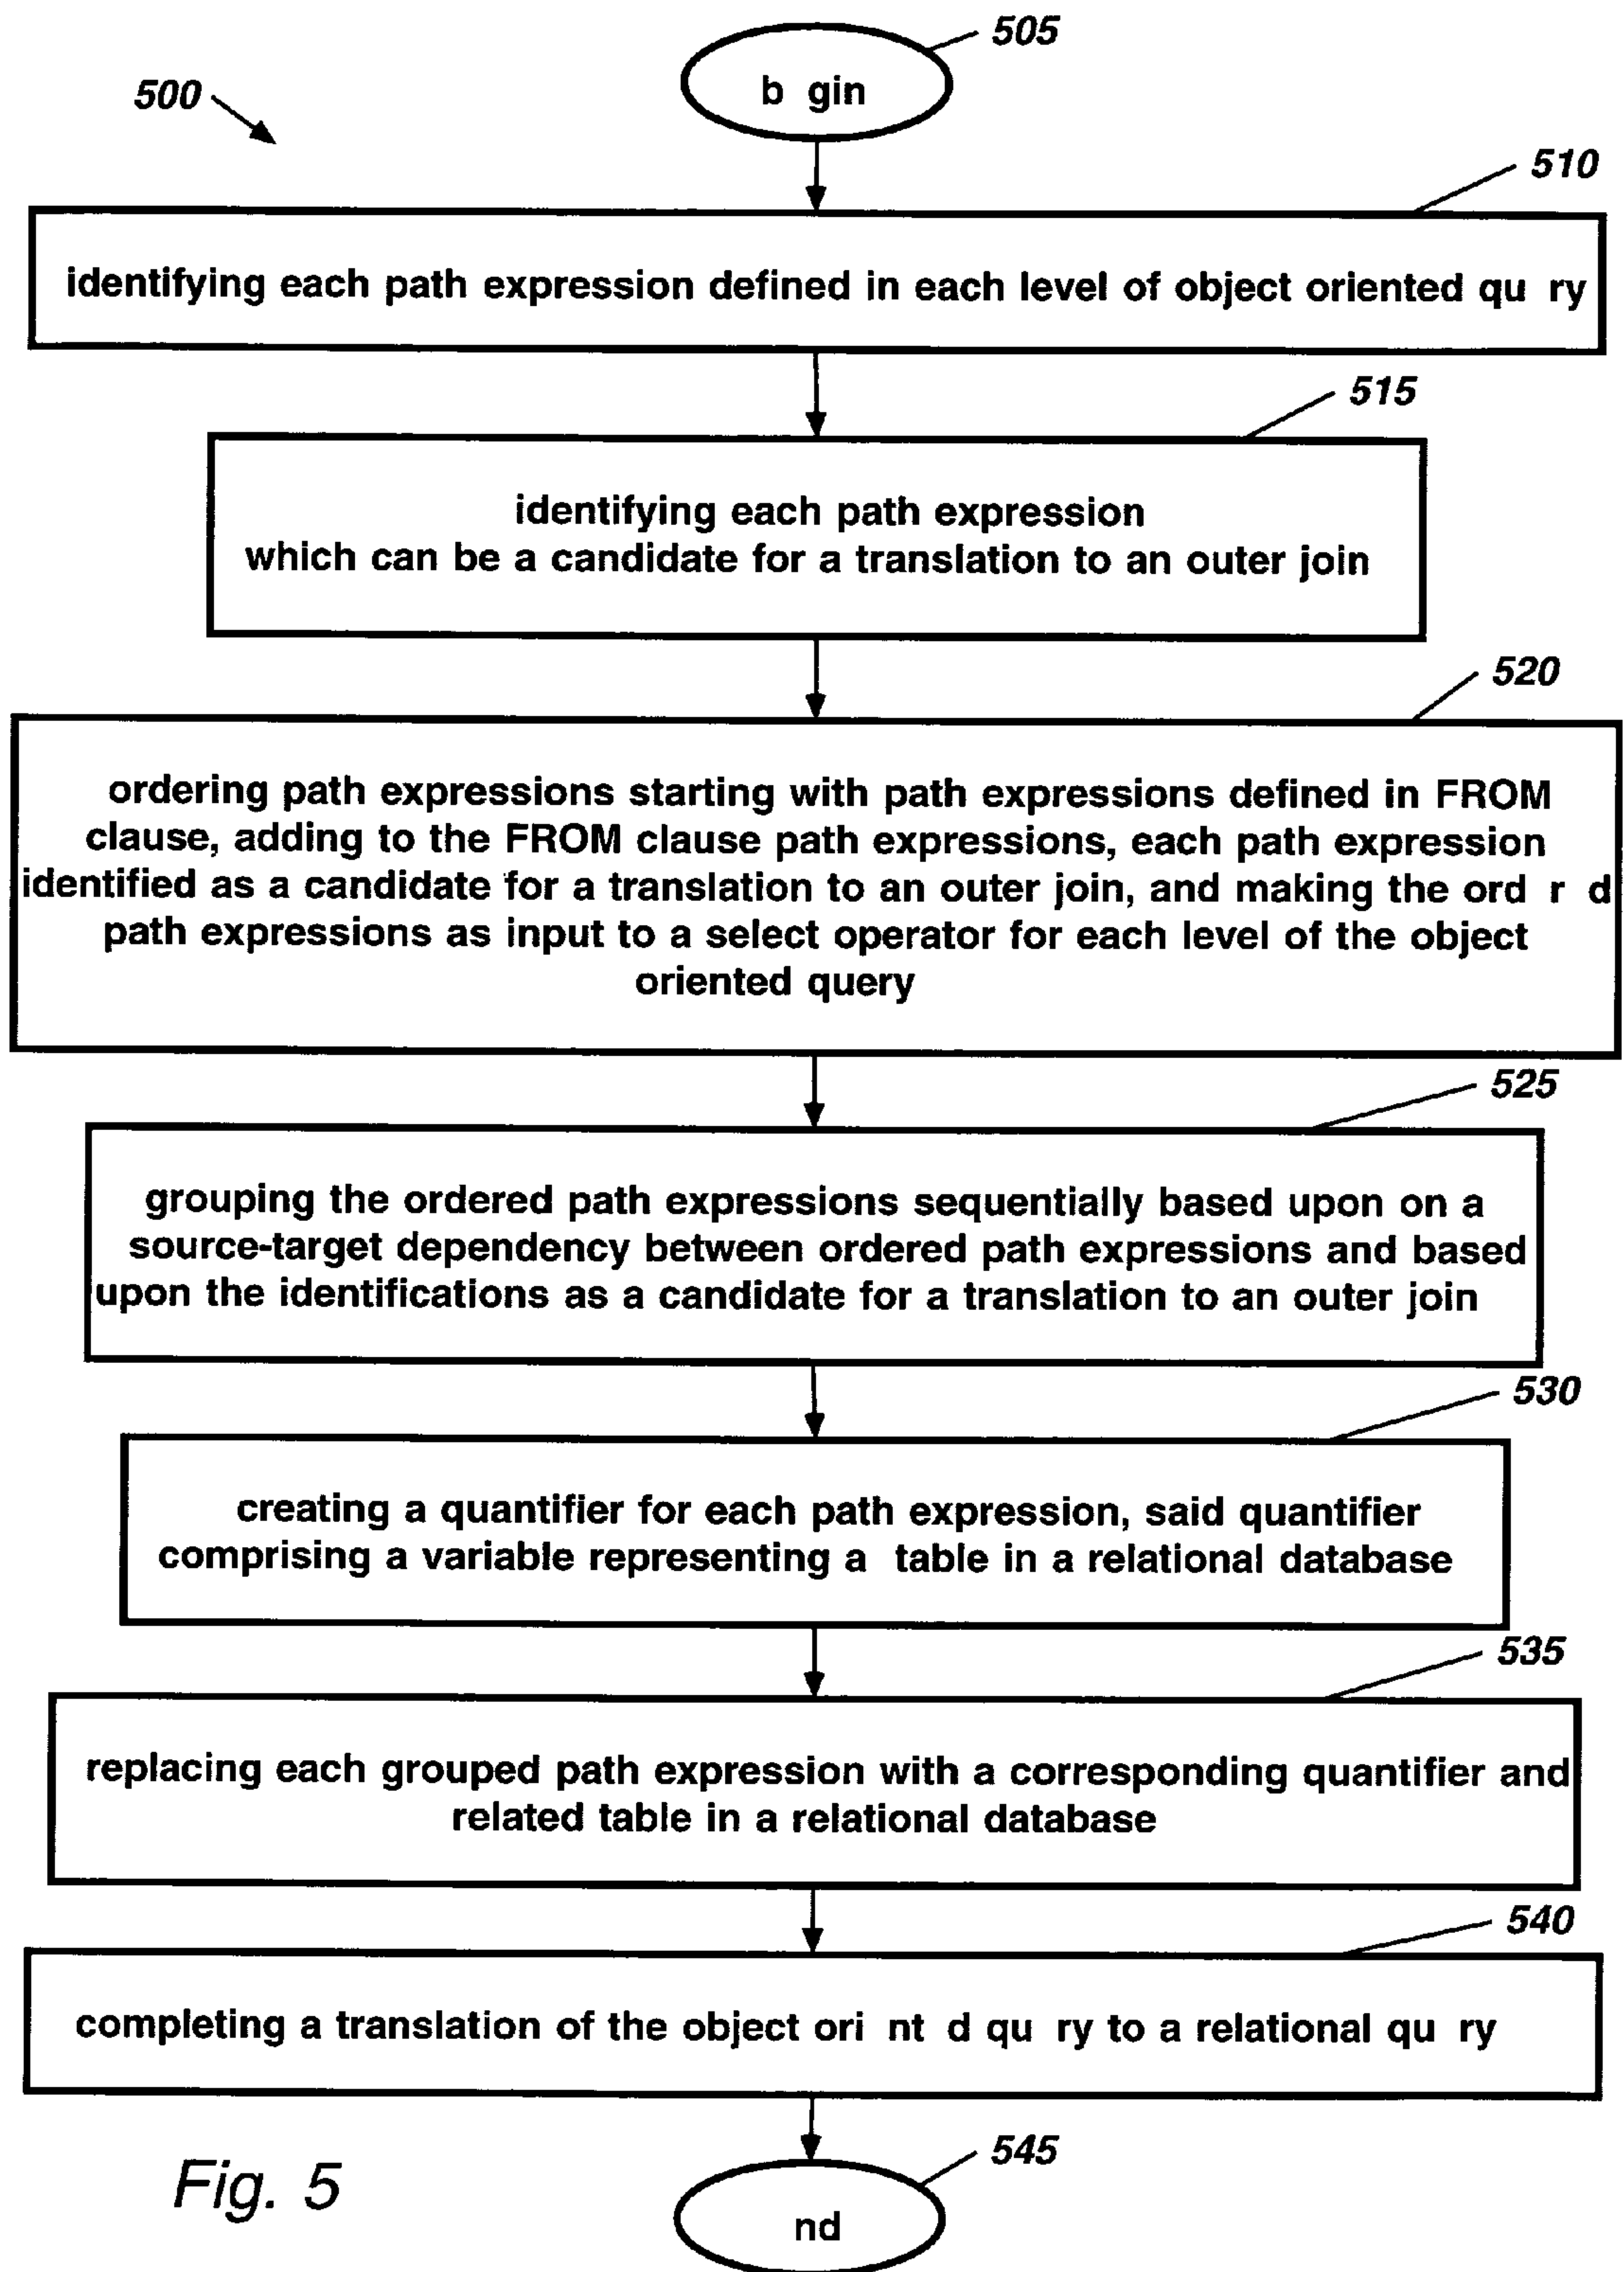 505
b gin
500
510
identifying each path expression defined in each level of object oriented qu ry
515
identifying each path expression
which can be a candidate for a translation to an outer join
520
ordering path expressions starting with path expressions defined in FROM
clause, adding to the FROM clause path expressions, each path expression
identified as a candidate for a translation to an outer join, and making the ord r d
path expressions as input to a select operator for each level of the object
oriented query
525
grouping the ordered path expressions sequentially based upon on a
source-target dependency between ordered path expressions and based
upon the identifications as a candidate for a translation to an outer join
530
creating a quantifier for each path expression, said quantifier
comprising a variable representing a table in a relational database
535
replacing each grouped path expression with a corresponding quantifier and
related table in a relational database
540
completing a translation of the object ori nt d qu ry to a relational qu ry
545
nd
Fig. 5